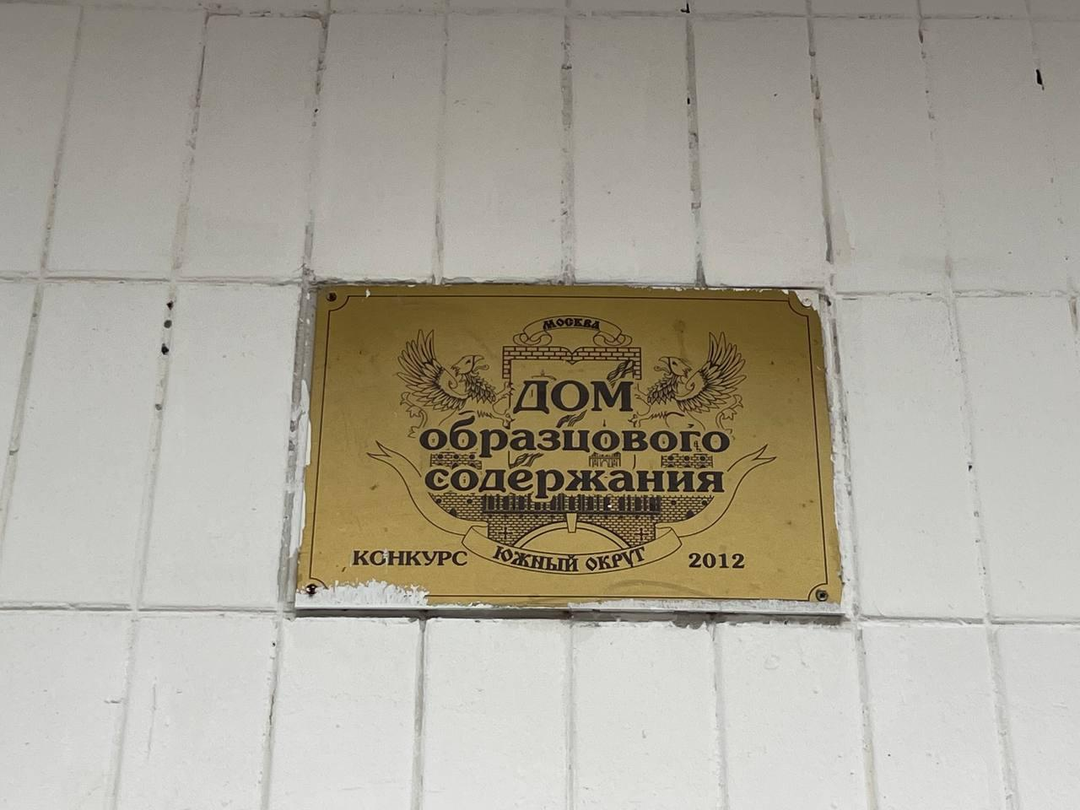 МОСКВА
ДОМ
образцового
содержания
КОНКУРС ЮЖНЫЙ ОКРУГ 2012